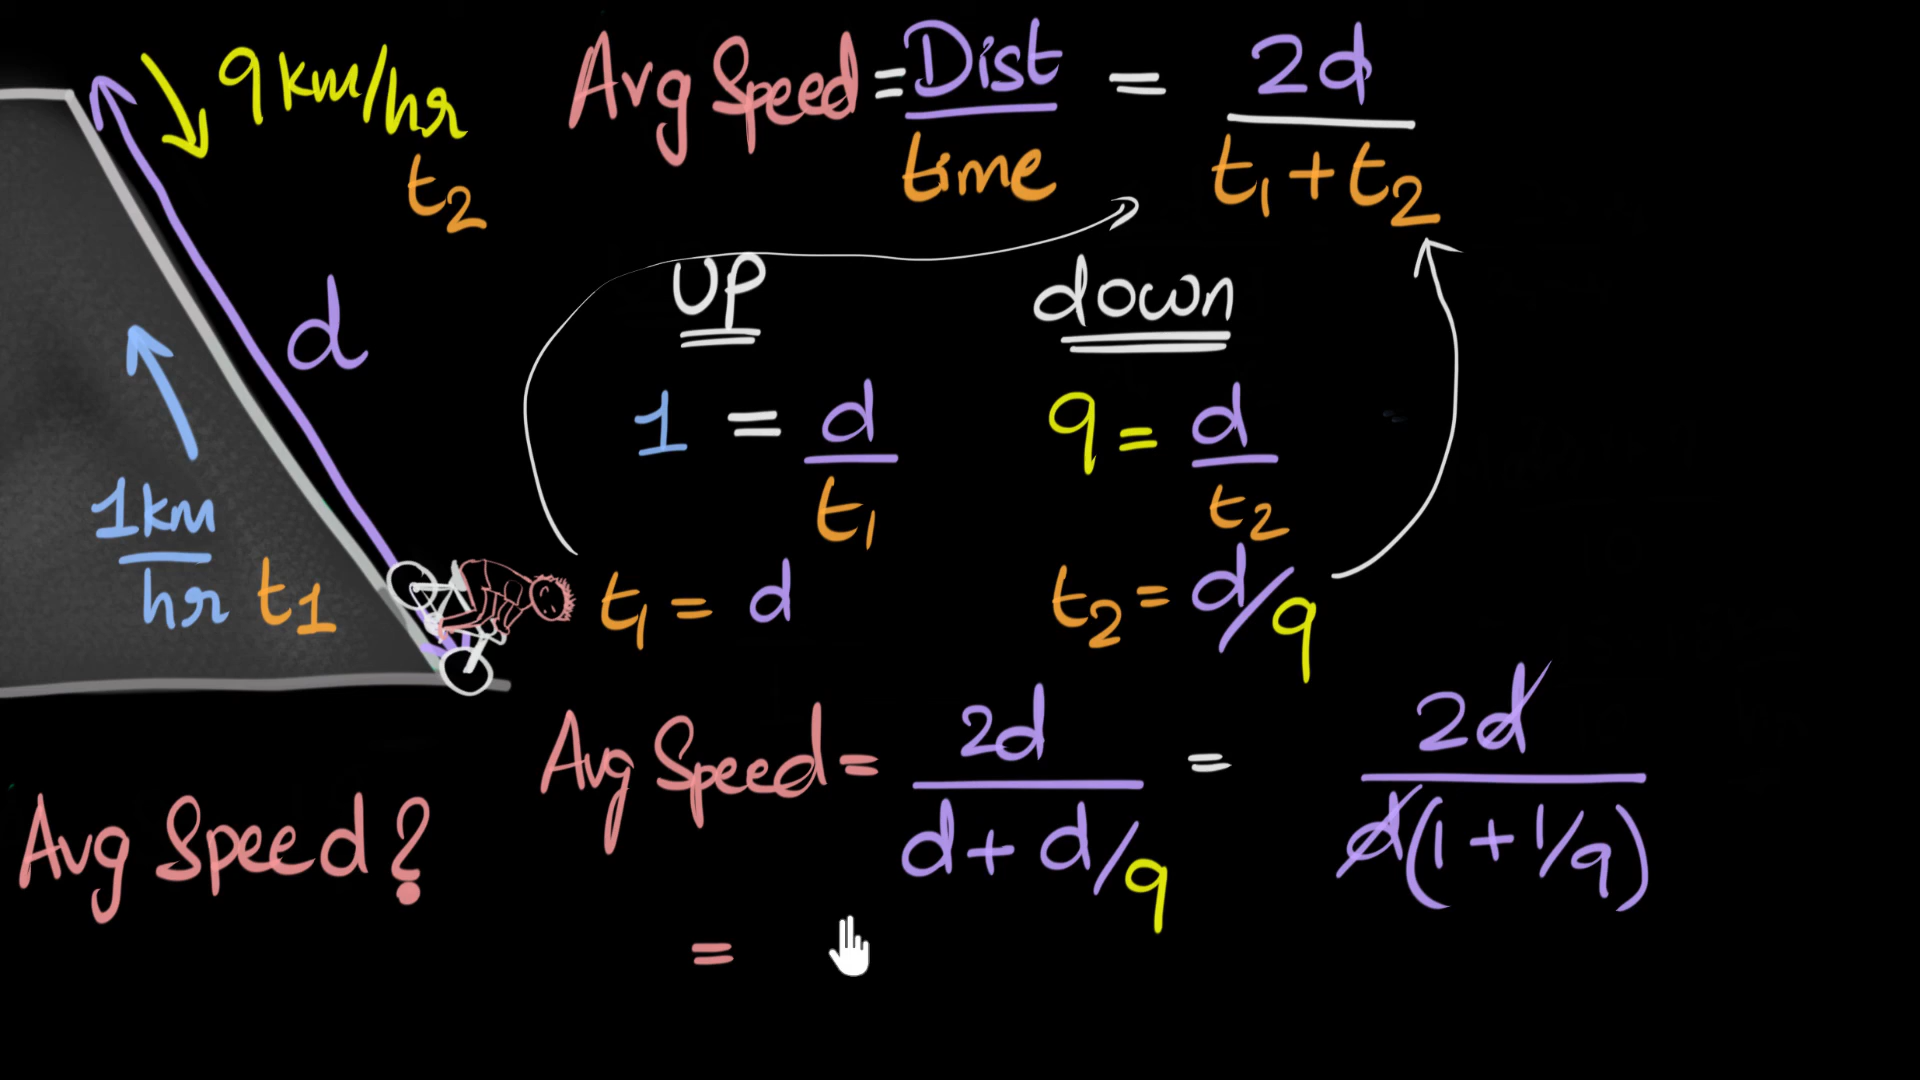 9 km/hr
t2
d
1km/hr t1
Avg Speed?
Avg Speed = Dist/time = 2d/(t1 + t2)
UP down
1 = d/t1 9 = d/t2
t1 = d t2 = d/9
Avg Speed = 2d/(d + d/9) = 2d/d(1 + 1/9)
=